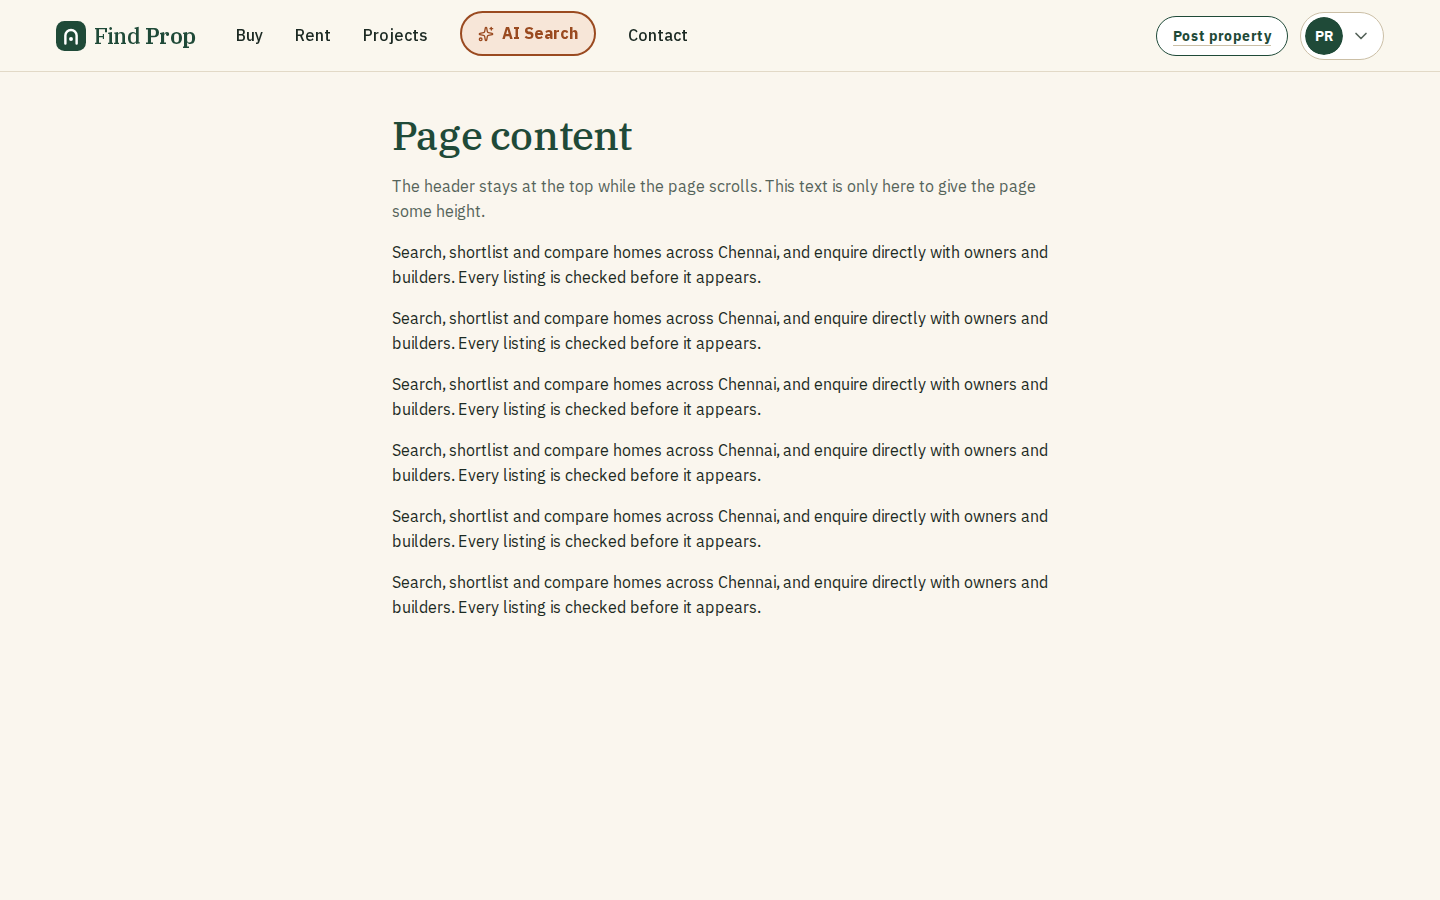 Find Prop
Buy
Rent
Projects
AI Search
Contact
Post property
PR
Page content
The header stays at the top while the page scrolls. This text is only here to give the page
some height.
Search, shortlist and compare homes across Chennai, and enquire directly with owners and
builders. Every listing is checked before it appears.
Search, shortlist and compare homes across Chennai, and enquire directly with owners and
builders. Every listing is checked before it appears.
Search, shortlist and compare homes across Chennai, and enquire directly with owners and
builders. Every listing is checked before it appears.
Search, shortlist and compare homes across Chennai, and enquire directly with owners and
builders. Every listing is checked before it appears.
Search, shortlist and compare homes across Chennai, and enquire directly with owners and
builders. Every listing is checked before it appears.
Search, shortlist and compare homes across Chennai, and enquire directly with owners and
builders. Every listing is checked before it appears.